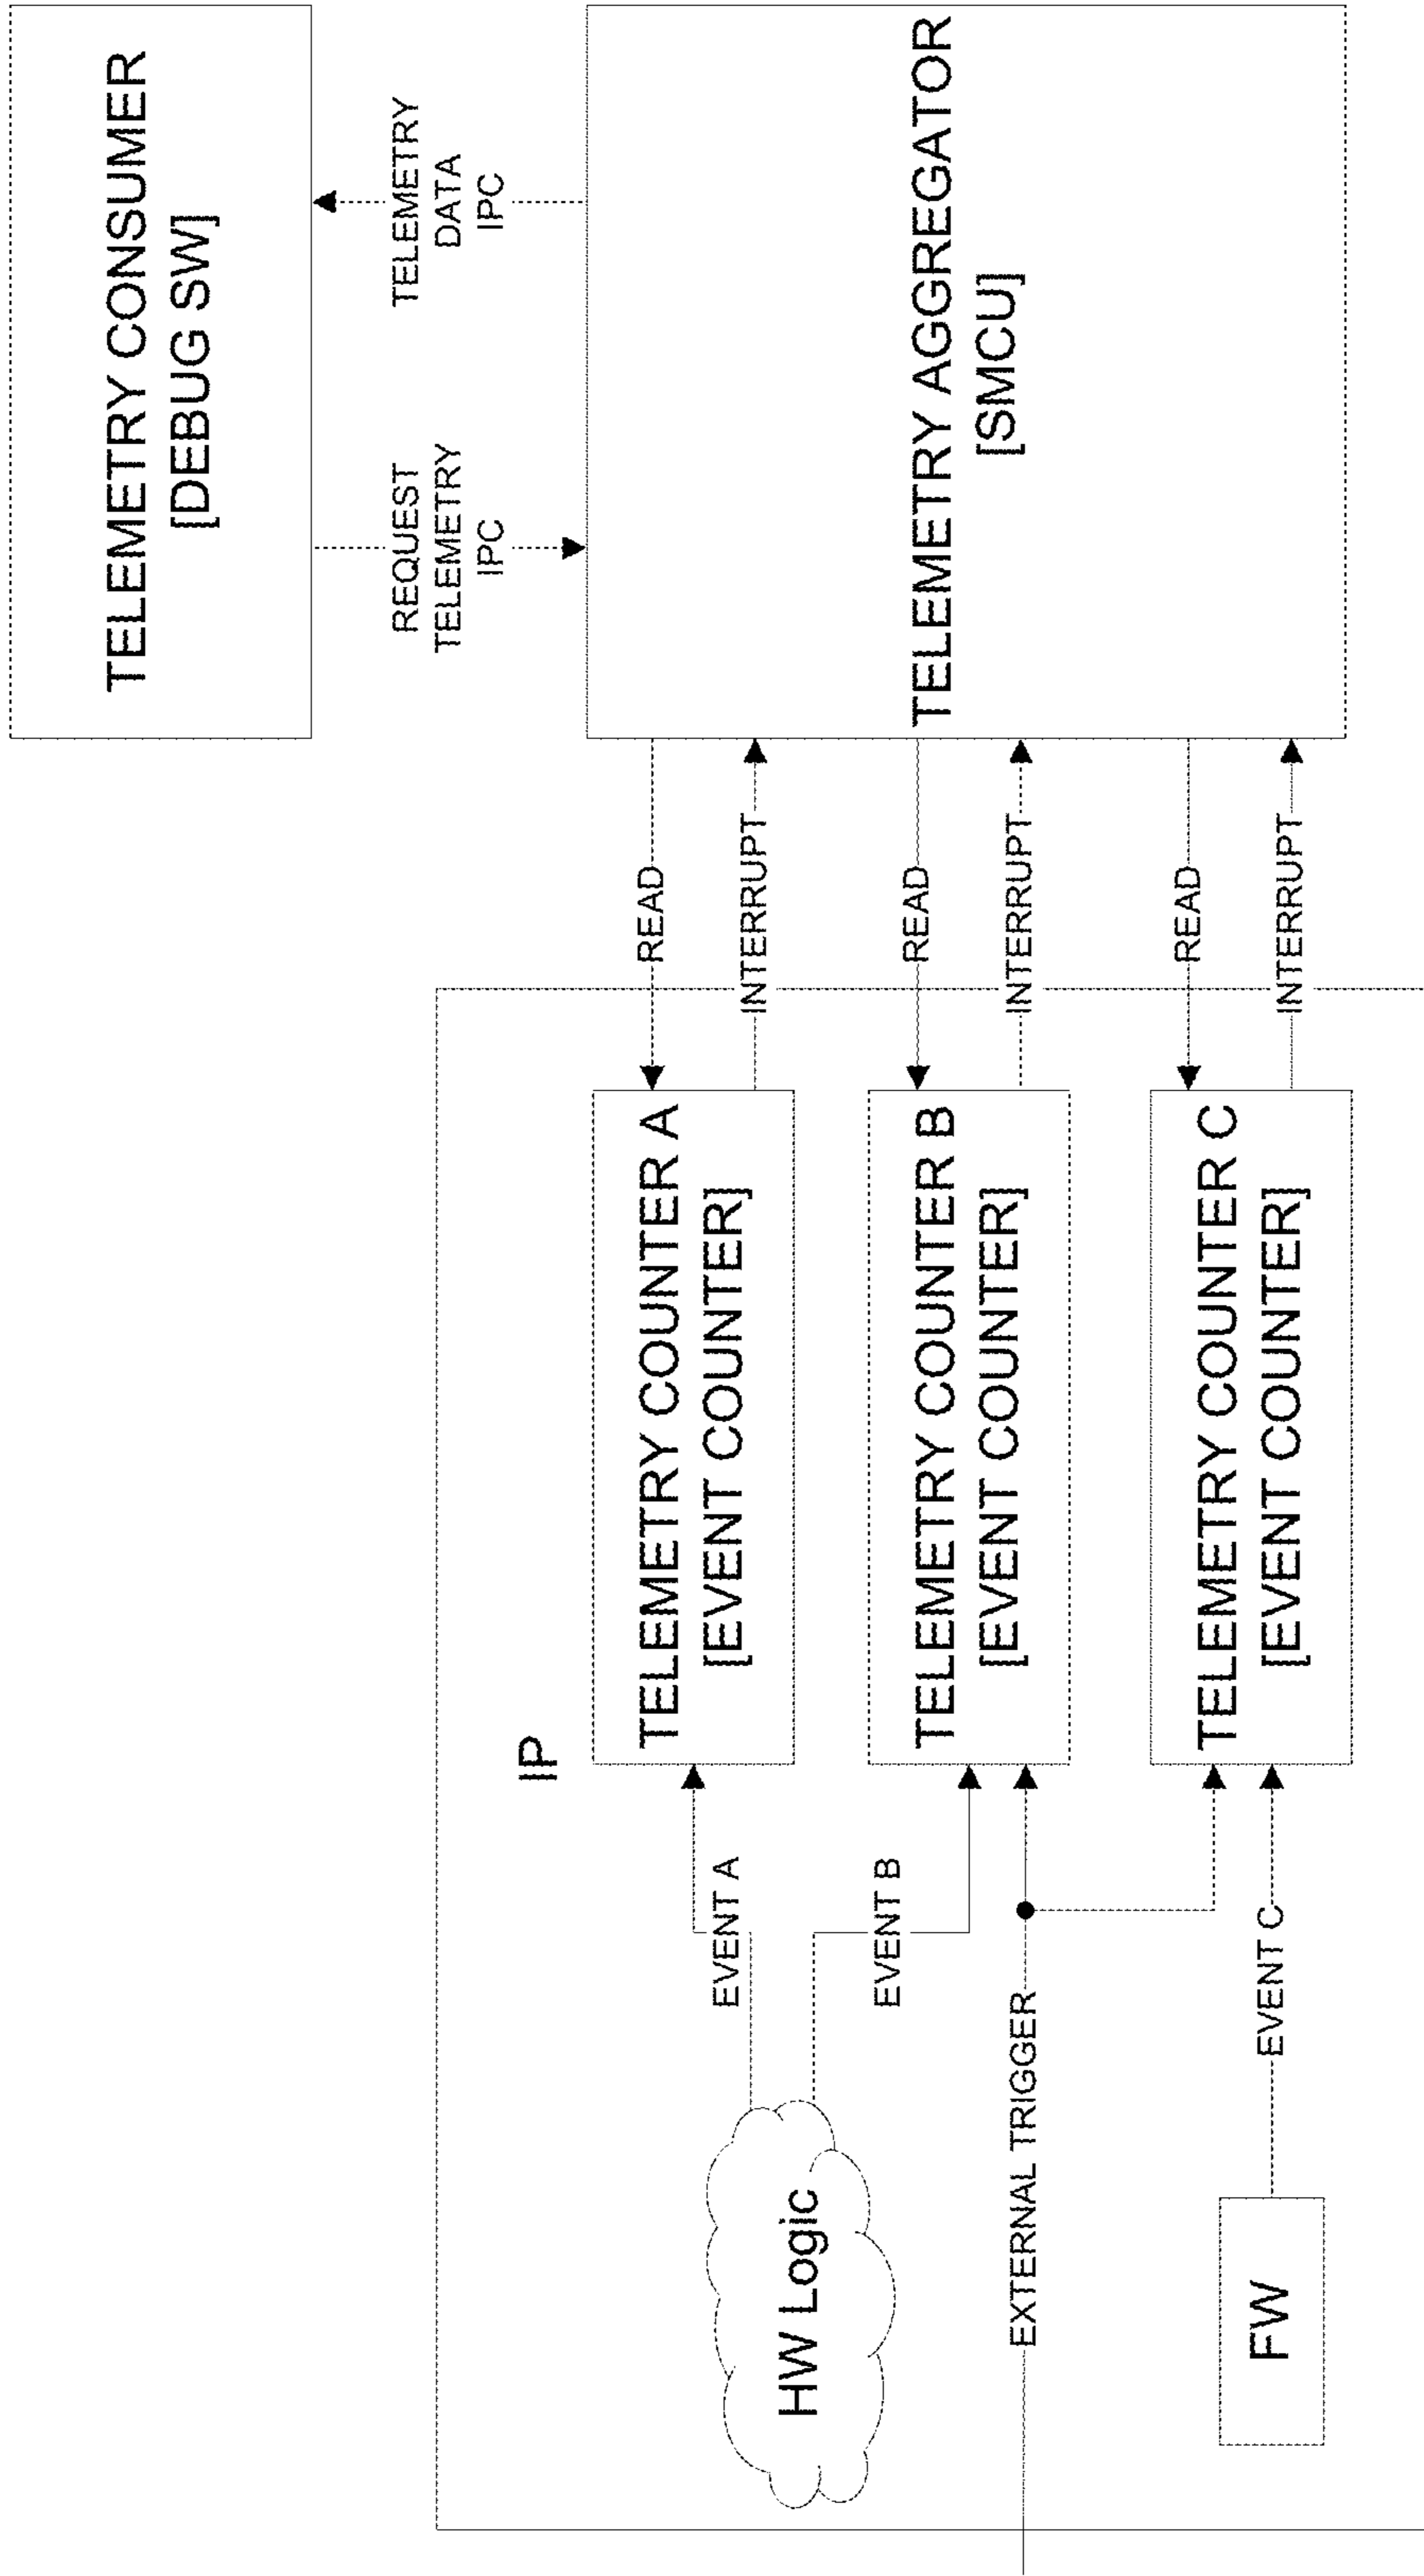 TELEMETRY CONSUMER
[DEBUG SW]
REQUEST
TELEMETRY
IPC
TELEMETRY
DATA
IPC
IP
HW Logic
EVENT A
TELEMETRY COUNTER A
[EVENT COUNTER]
READ
INTERRUPT
EVENT B
TELEMETRY COUNTER B
[EVENT COUNTER]
READ
INTERRUPT
TELEMETRY AGGREGATOR
[SMCU]
EXTERNAL TRIGGER
FW
EVENT C
TELEMETRY COUNTER C
[EVENT COUNTER]
READ
INTERRUPT